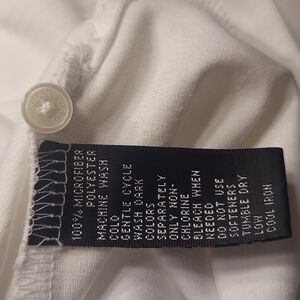 100% MICROFIBER
POLYESTER
MACHINE WASH
COLD
GENTLE CYCLE
WASH DARK
COLORS
SEPARATELY
ONLY NON-
CHLORINE
BLEACH WHEN
NEEDED
DO NOT USE
SOFTENERS
TUMBLE DRY
LOW
COOL IRON